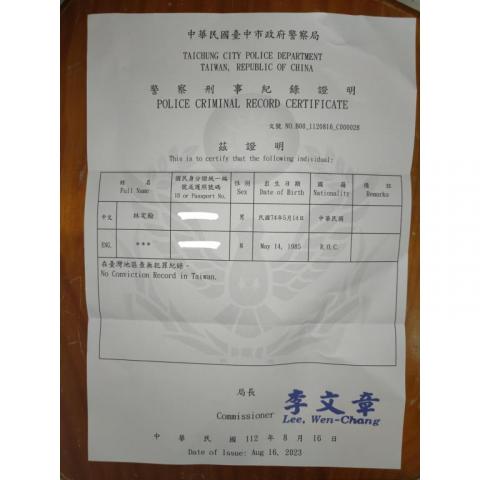 中華民國臺中市政府警察局
TAICHUNG CITY POLICE DEPARTMENT
TAIWAN, REPUBLIC OF CHINA
警察刑事紀錄證明
POLICE CRIMINAL RECORD CERTIFICATE
文號 NO.B00_1120816_C000028
茲證明
This is to certify that the following individual:
姓名 Full Name 國民身分證統一編號或護照號碼 ID or Passport No. 性別 Sex 出生日期 Date of Birth 國籍 Nationality 備註 Remarks
中文 林 男 民國74年5月14日 中華民國
ENG. *** M May 14, 1985 R.O.C.
在臺灣地區查無犯罪紀錄。
No Conviction Record in Taiwan.
局長
Commissioner
李文章
Lee, Wen-Chang
中華民國 112 年 8 月 16 日
Date of Issue: Aug 16, 2023